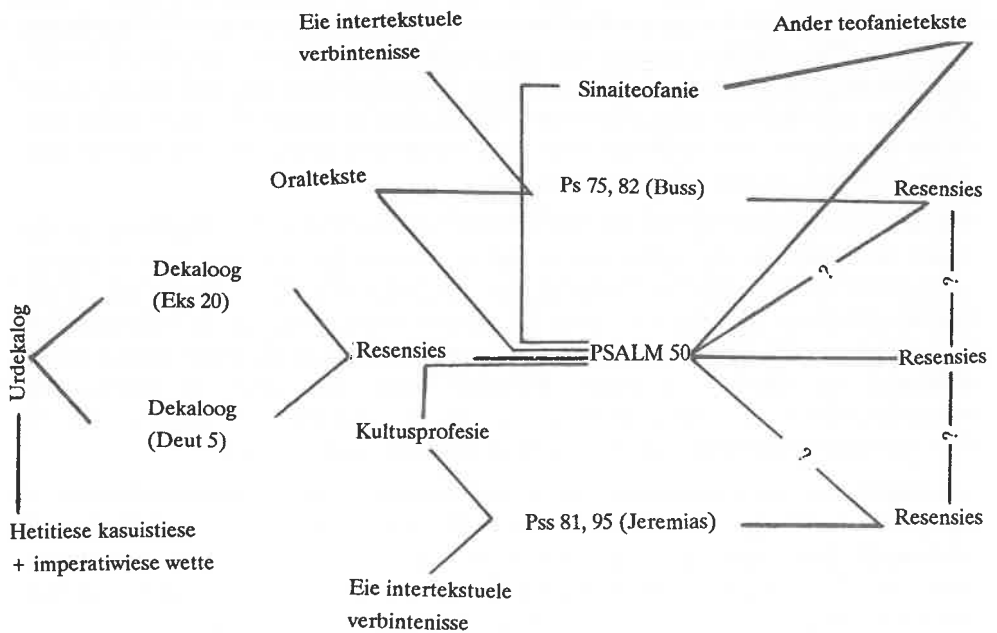 Eie intertekstuele
verbintenisse
Ander teofanietekste
Sinaiteofanie
Oraltekste
Ps 75, 82 (Buss)
Resensies
Dekaloog
(Eks 20)
?
?
Urdekalog
Resensies
PSALM 50
Resensies
Dekaloog
(Deut 5)
Kultusprofesie
?
?
Hetitiese kasuistiese
+ imperatiwiese wette
Pss 81, 95 (Jeremias)
Resensies
Eie intertekstuele
verbintenisse